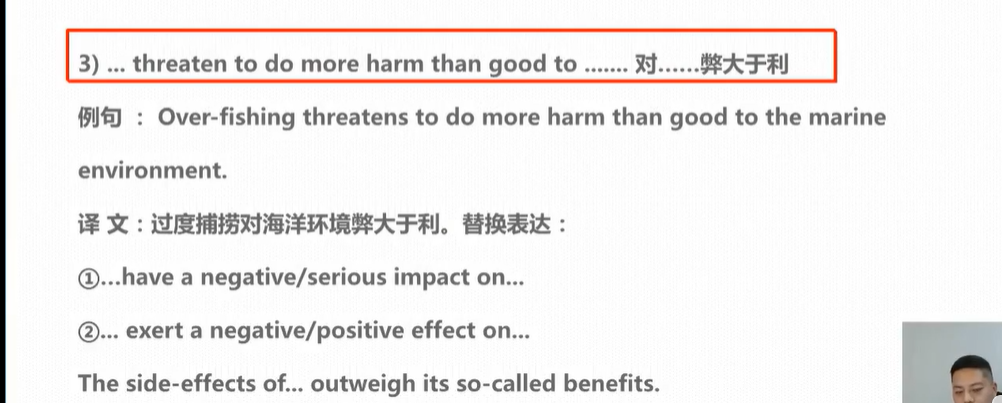 3) ... threaten to do more harm than good to ....... 对……弊大于利
例句 ： Over-fishing threatens to do more harm than good to the marine
environment.
译 文：过度捕捞对海洋环境弊大于利。替换表达：
①...have a negative/serious impact on...
②... exert a negative/positive effect on...
The side-effects of... outweigh its so-called benefits.